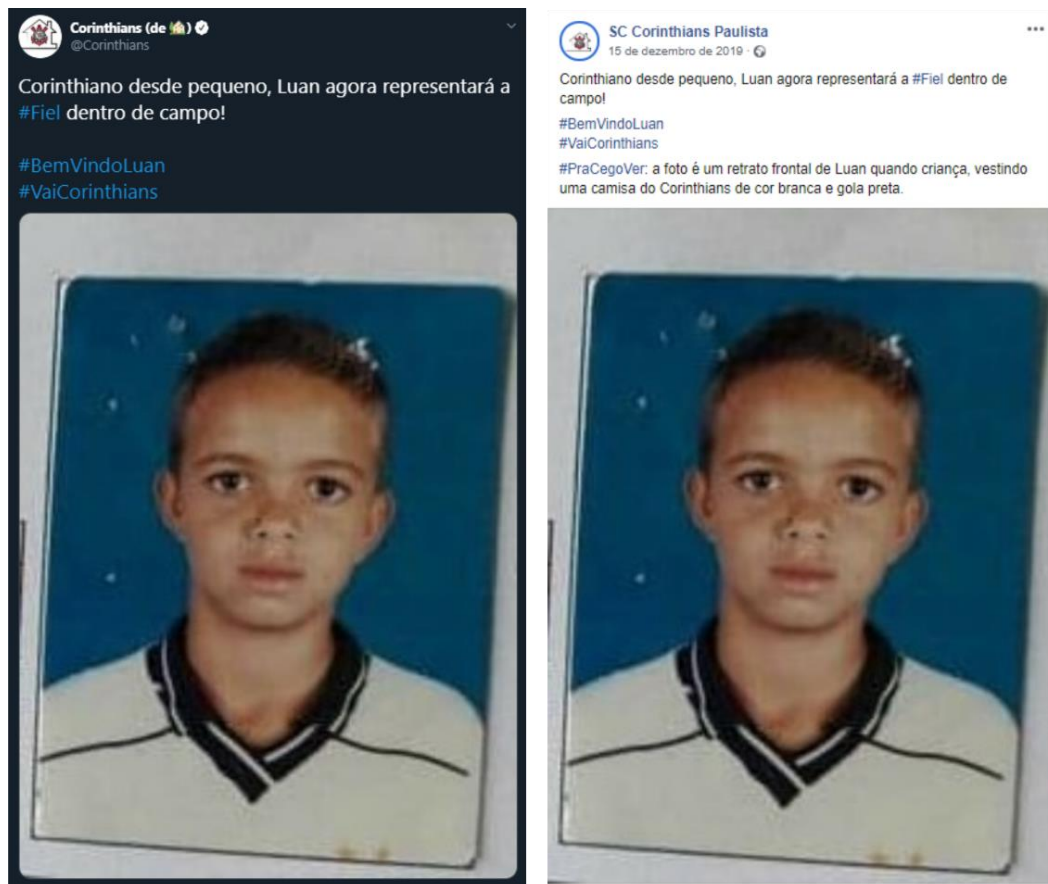 Corinthians (de 🏠)
@Corinthians
Corinthiano desde pequeno, Luan agora representará a
#Fiel dentro de campo!
#BemVindoLuan
#VaiCorinthians
SC Corinthians Paulista
15 de dezembro de 2019 ·
Corinthiano desde pequeno, Luan agora representará a #Fiel dentro de
campo!
#BemVindoLuan
#VaiCorinthians
#PraCegoVer: a foto é um retrato frontal de Luan quando criança, vestindo
uma camisa do Corinthians de cor branca e gola preta.